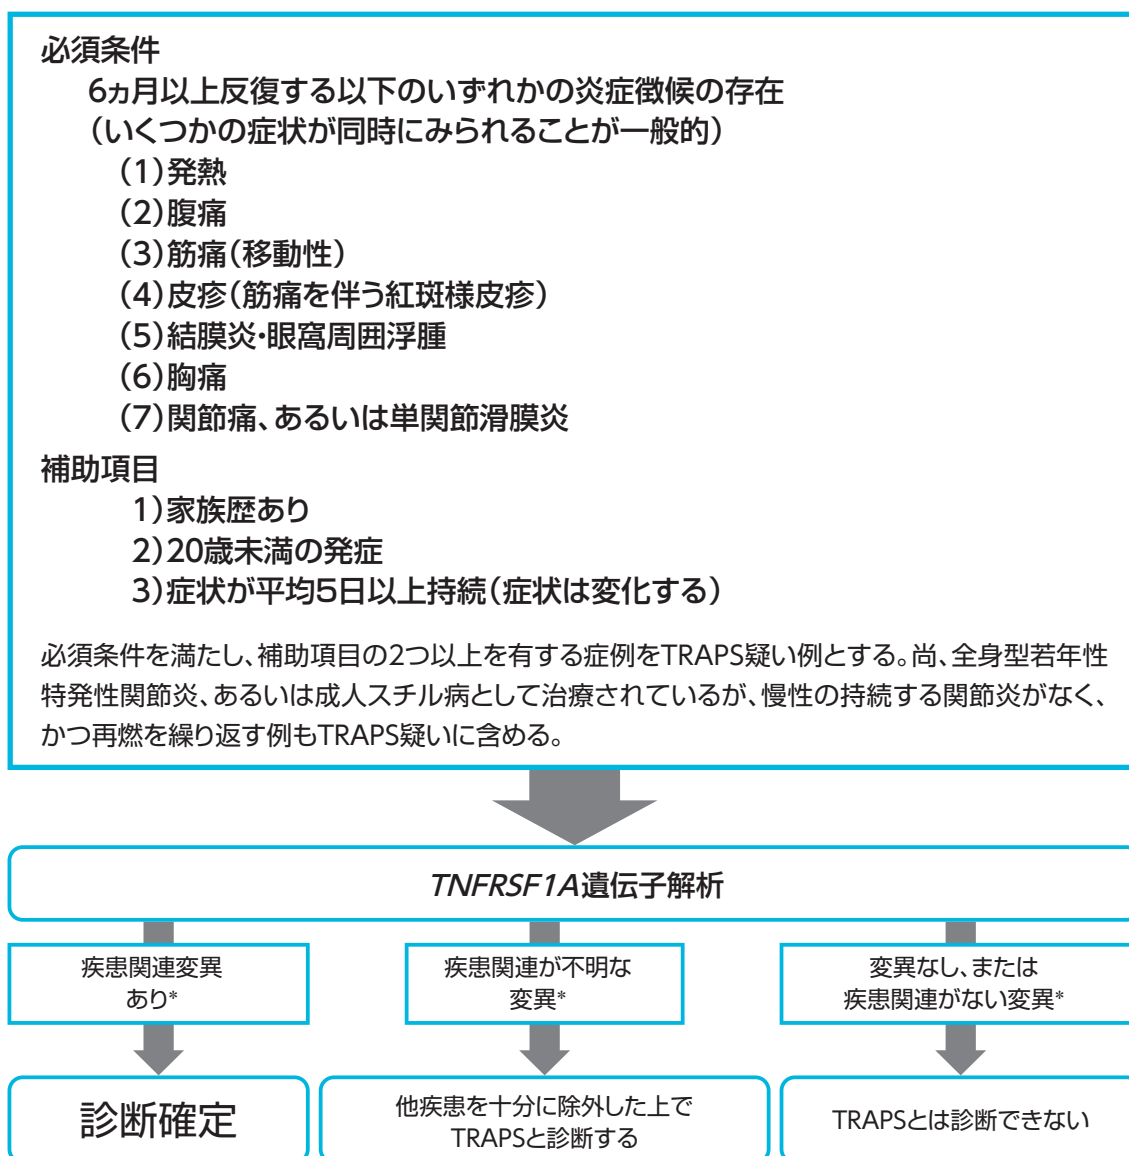 必須条件
6ヵ月以上反復する以下のいずれかの炎症徴候の存在
（いくつかの症状が同時にみられることが一般的）
（1）発熱
（2）腹痛
（3）筋痛（移動性）
（4）皮疹（筋痛を伴う紅斑様皮疹）
（5）結膜炎・眼窩周囲浮腫
（6）胸痛
（7）関節痛、あるいは単関節滑膜炎
補助項目
1）家族歴あり
2）20歳未満の発症
3）症状が平均5日以上持続（症状は変化する）
必須条件を満たし、補助項目の2つ以上を有する症例をTRAPS疑い例とする。尚、全身型若年性
特発性関節炎、あるいは成人スチル病として治療されているが、慢性の持続する関節炎がなく、
かつ再燃を繰り返す例もTRAPS疑いに含める。
TNFRSF1A遺伝子解析
疾患関連変異
あり*
疾患関連が不明な
変異*
変異なし、または
疾患関連がない変異*
診断確定
他疾患を十分に除外した上で
TRAPSと診断する
TRAPSとは診断できない